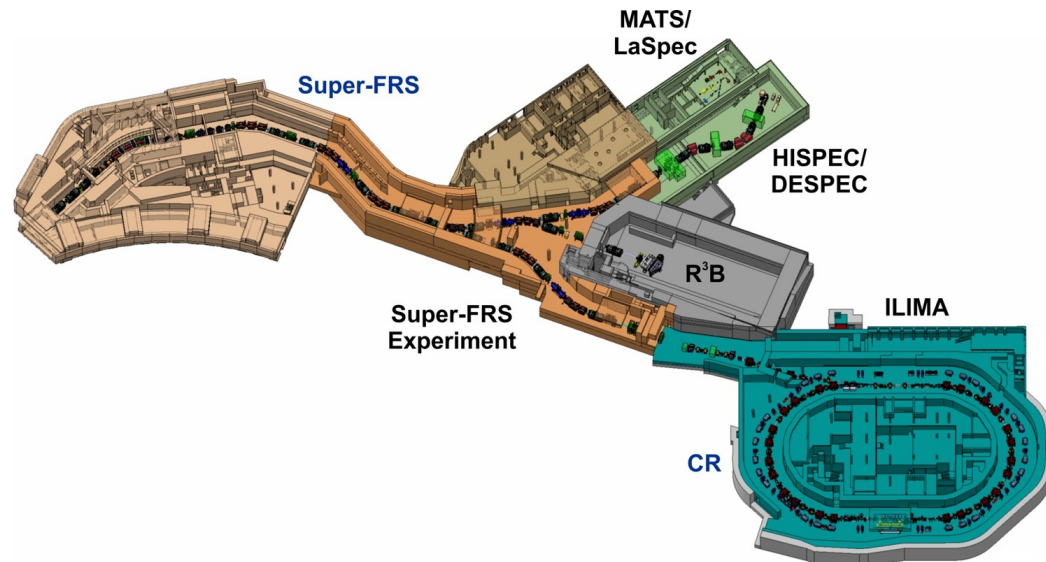 MATS/
LaSpec
Super-FRS
HISPEC/
DESPEC
R³B
Super-FRS
Experiment
ILIMA
CR